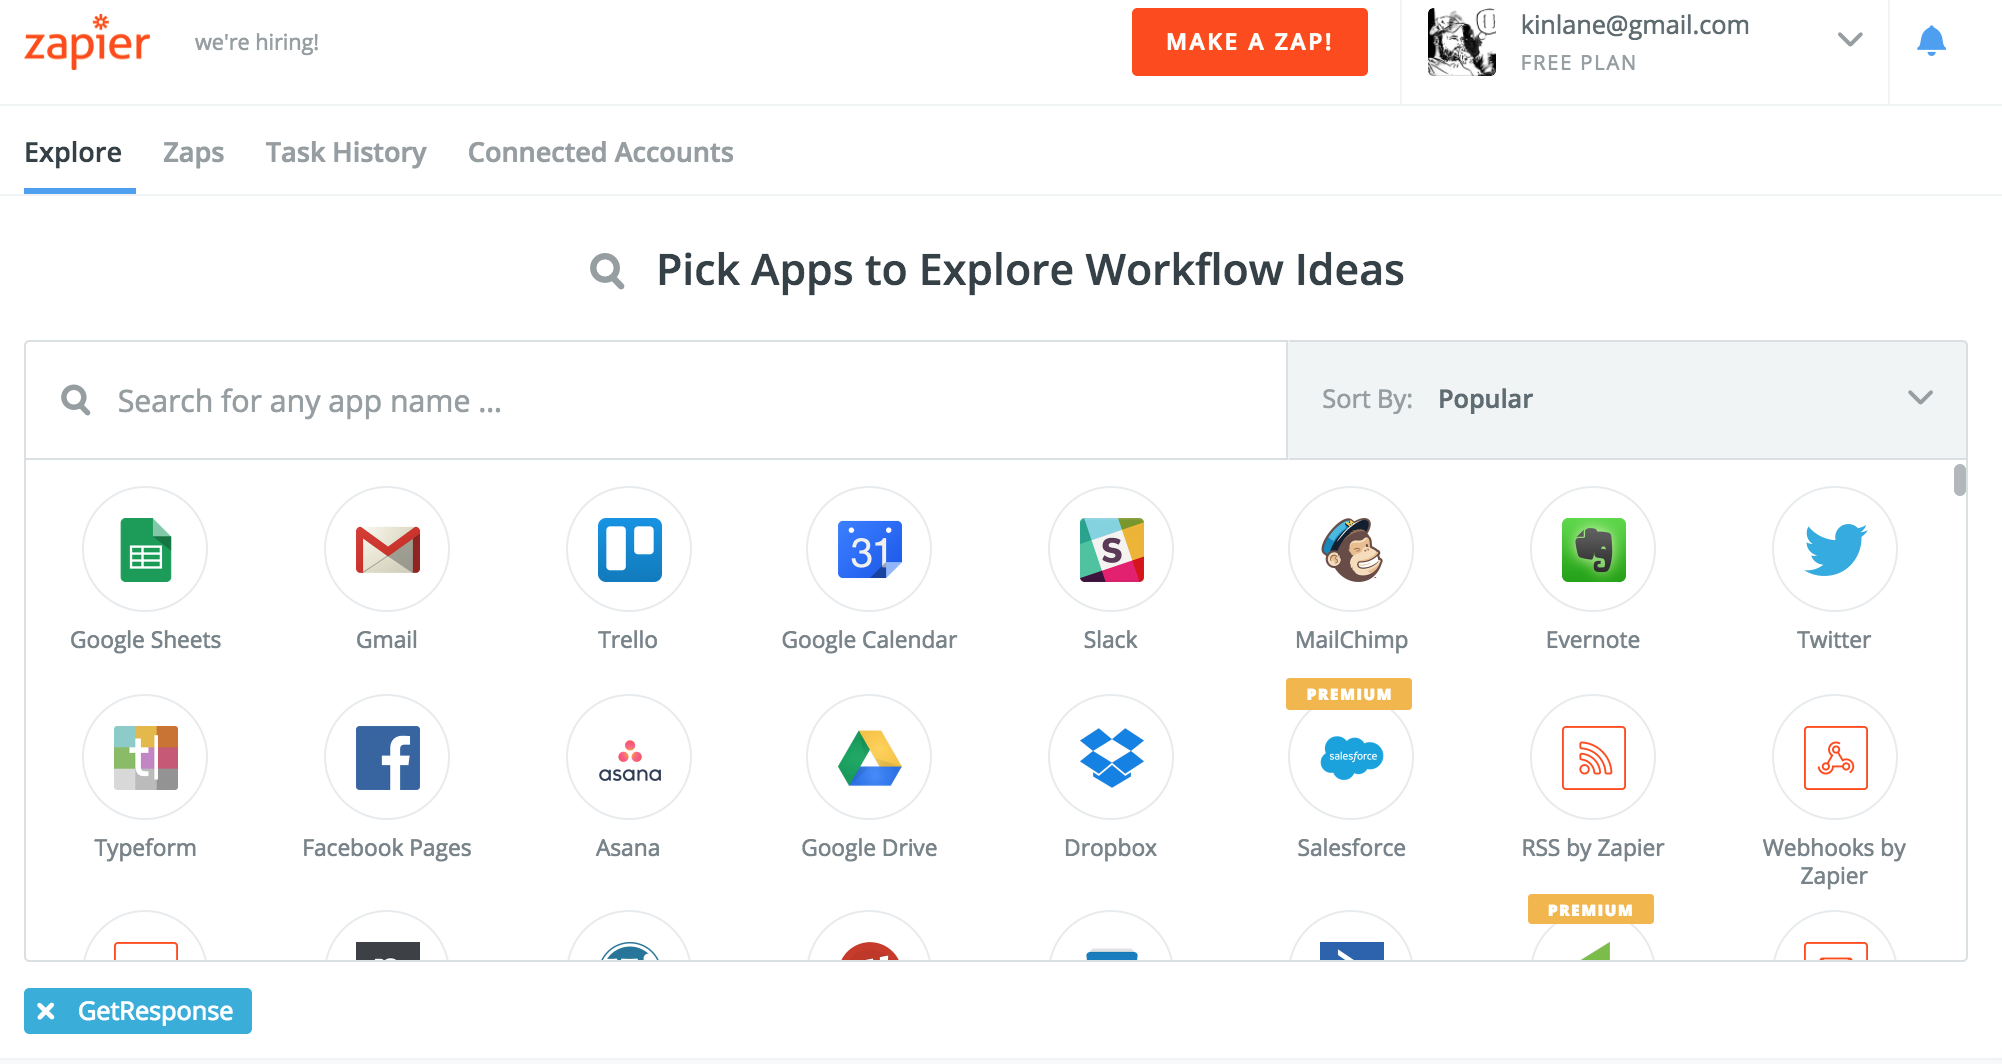 zapier
we're hiring!
MAKE A ZAP!
kinlane@gmail.com
FREE PLAN
Explore
Zaps
Task History
Connected Accounts
Pick Apps to Explore Workflow Ideas
Search for any app name ...
Sort By: Popular
31
S
Google Sheets
Gmail
Trello
Google Calendar
Slack
MailChimp
Evernote
Twitter
PREMIUM
t|
f
asana
salesforce
Typeform
Facebook Pages
Asana
Google Drive
Dropbox
Salesforce
RSS by Zapier
Webhooks by
Zapier
PREMIUM
GetResponse